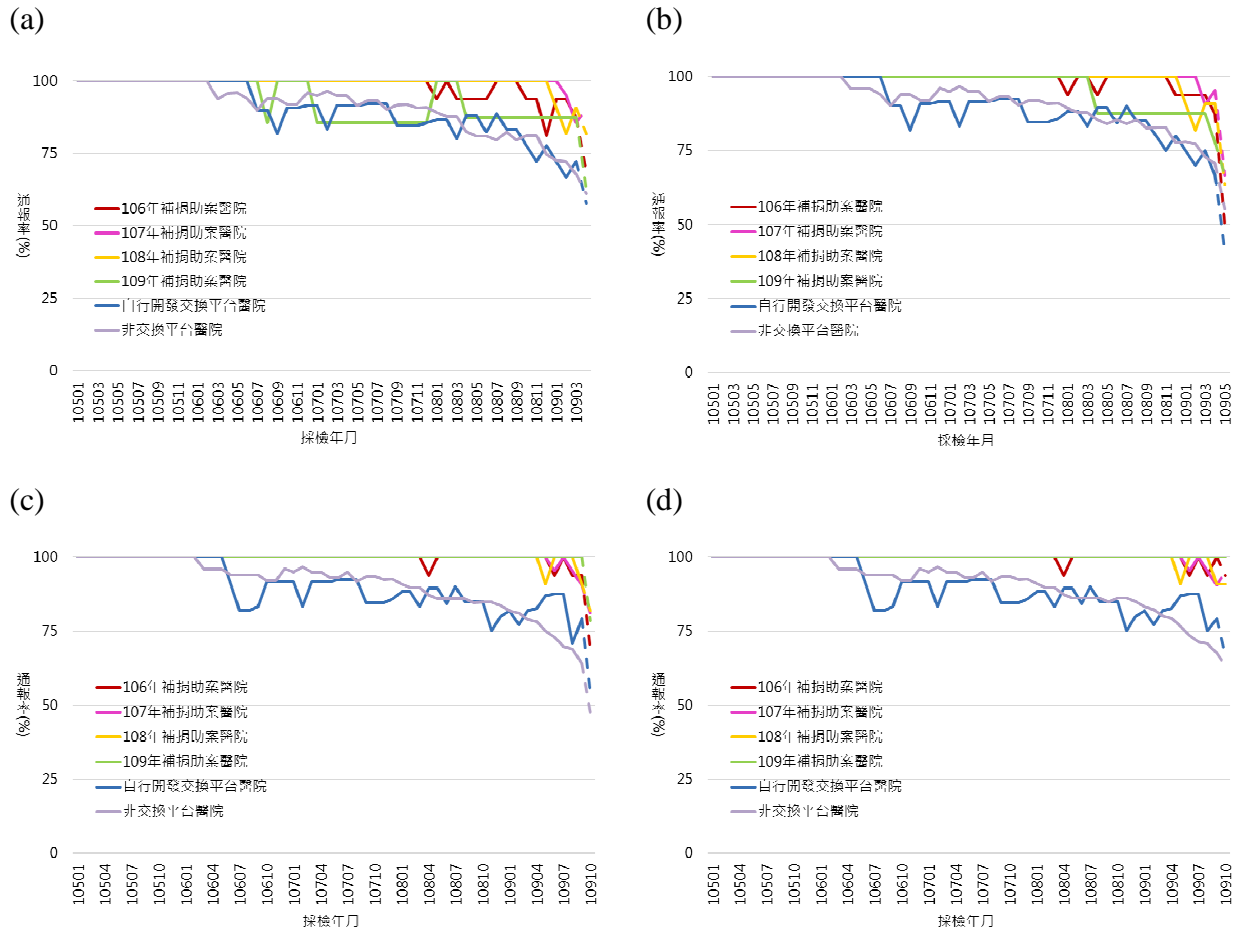 (a)
100
75
50
25
0
通報率(%)
106年補捐助案醫院
107年補捐助案醫院
108年補捐助案醫院
109年補捐助案醫院
自行開發交換平台醫院
非交換平台醫院
10501 10503 10505 10507 10509 10511 10601 10603 10605 10607 10609 10611 10701 10703 10705 10707 10709 10711 10801 10803 10805 10807 10809 10811 10901 10903
採檢年月
(b)
100
75
50
25
0
通報率(%)
106年補捐助案醫院
107年補捐助案醫院
108年補捐助案醫院
109年補捐助案醫院
自行開發交換平台醫院
非交換平台醫院
10501 10503 10505 10507 10509 10511 10601 10603 10605 10607 10609 10611 10701 10703 10705 10707 10709 10711 10801 10803 10805 10807 10809 10811 10901 10903 10905
採檢年月
(c)
100
75
50
25
0
通報率(%)
106年補捐助案醫院
107年補捐助案醫院
108年補捐助案醫院
109年補捐助案醫院
自行開發交換平台醫院
非交換平台醫院
10501 10504 10507 10510 10601 10604 10607 10610 10701 10704 10707 10710 10801 10804 10807 10810 10901 10904 10907 10910
採檢年月
(d)
100
75
50
25
0
通報率(%)
106年補捐助案醫院
107年補捐助案醫院
108年補捐助案醫院
109年補捐助案醫院
自行開發交換平台醫院
非交換平台醫院
10501 10504 10507 10510 10601 10604 10607 10610 10701 10704 10707 10710 10801 10804 10807 10810 10901 10904 10907 10910
採檢年月